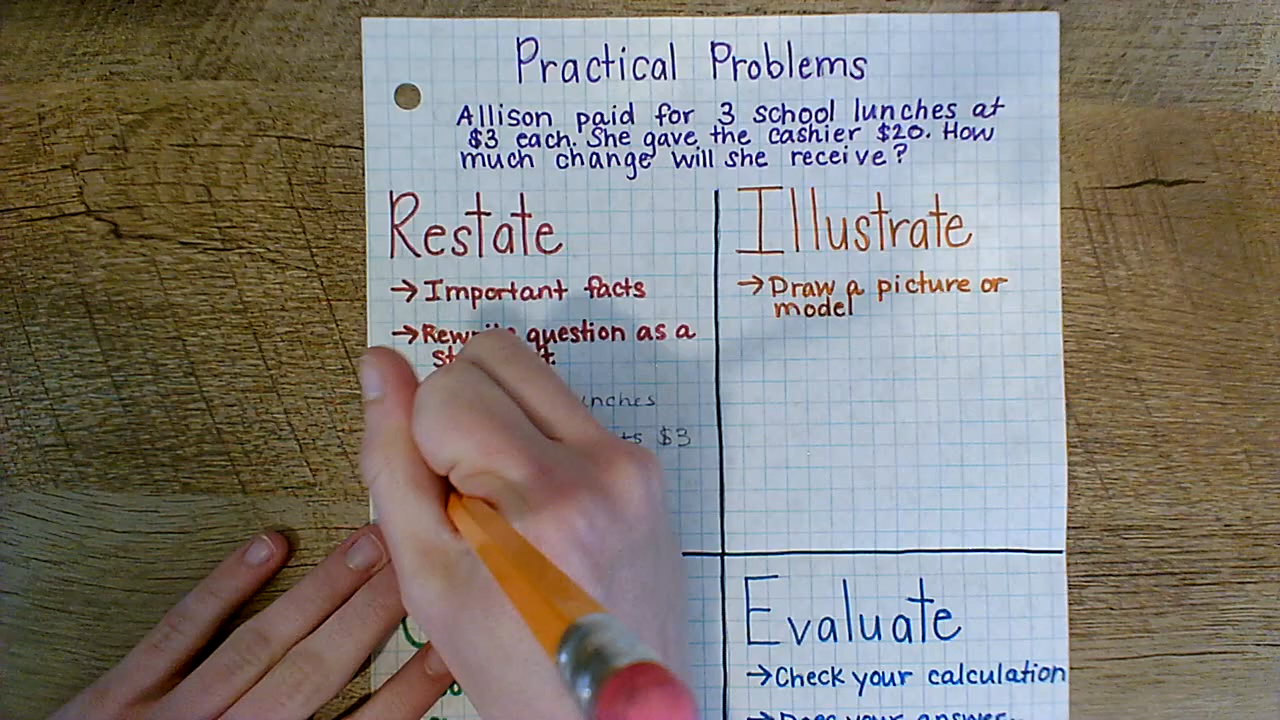 Practical Problems
Allison paid for 3 school lunches at
$3 each. She gave the cashier $20. How
much change will she receive?
Restate
→ Important facts
→ question as a
$3
Illustrate
→ Draw a picture or
model
Evaluate
→ Check your calculation